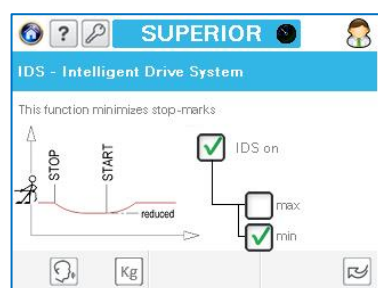 ? SUPERIOR
IDS - Intelligent Drive System
This function minimizes stop-marks
STOP
START
IDS on
reduced
max
min
Kg